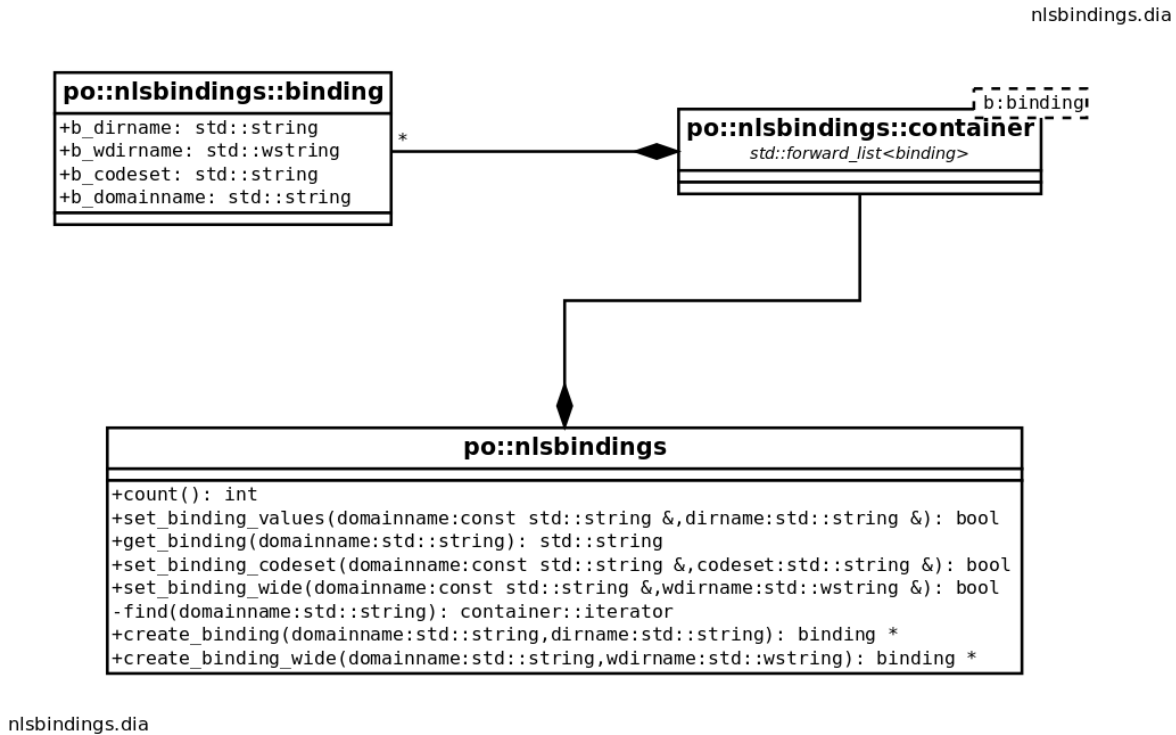 nlsbindings.dia
po::nlsbindings::binding
+b_dirname: std::string
+b_wdirname: std::wstring
+b_codeset: std::string
+b_domainname: std::string
*
b:binding
po::nlsbindings::container
std::forward_list<binding>
po::nlsbindings
+count(): int
+set_binding_values(domainname:const std::string &,dirname:std::string &): bool
+get_binding(domainname:std::string): std::string
+set_binding_codeset(domainname:const std::string &,codeset:std::string &): bool
+set_binding_wide(domainname:const std::string &,wdirname:std::wstring &): bool
-find(domainname:std::string): container::iterator
+create_binding(domainname:std::string,dirname:std::string): binding *
+create_binding_wide(domainname:std::string,wdirname:std::wstring): binding *
nlsbindings.dia